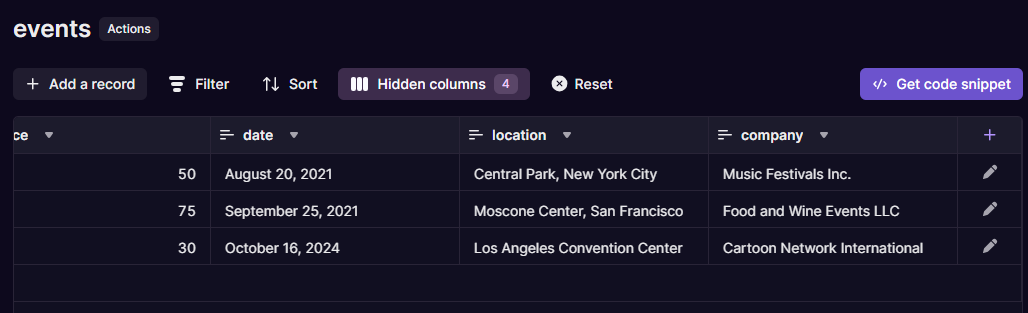 events Actions
+ Add a record Filter Sort Hidden columns 4 Reset Get code snippet
ce date location company +
50 August 20, 2021 Central Park, New York City Music Festivals Inc.
75 September 25, 2021 Moscone Center, San Francisco Food and Wine Events LLC
30 October 16, 2024 Los Angeles Convention Center Cartoon Network International